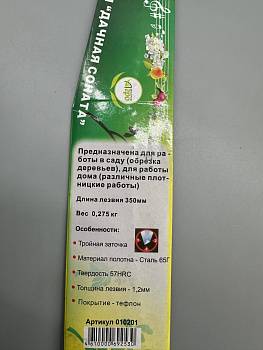 "ДАЧНАЯ СОНАТА"
Предназначена для ра-
боты в саду (обрезка
деревьев), для работы
дома (различные плот-
ницкие работы)
Длина лезвия 350мм
Вес 0,275 кг
Особенности:
Тройная заточка
Материал полотна - Сталь 65Г
Твердость 57HRC
Толщина лезвия - 1,2мм
Покрытие - тефлон
Артикул 010201